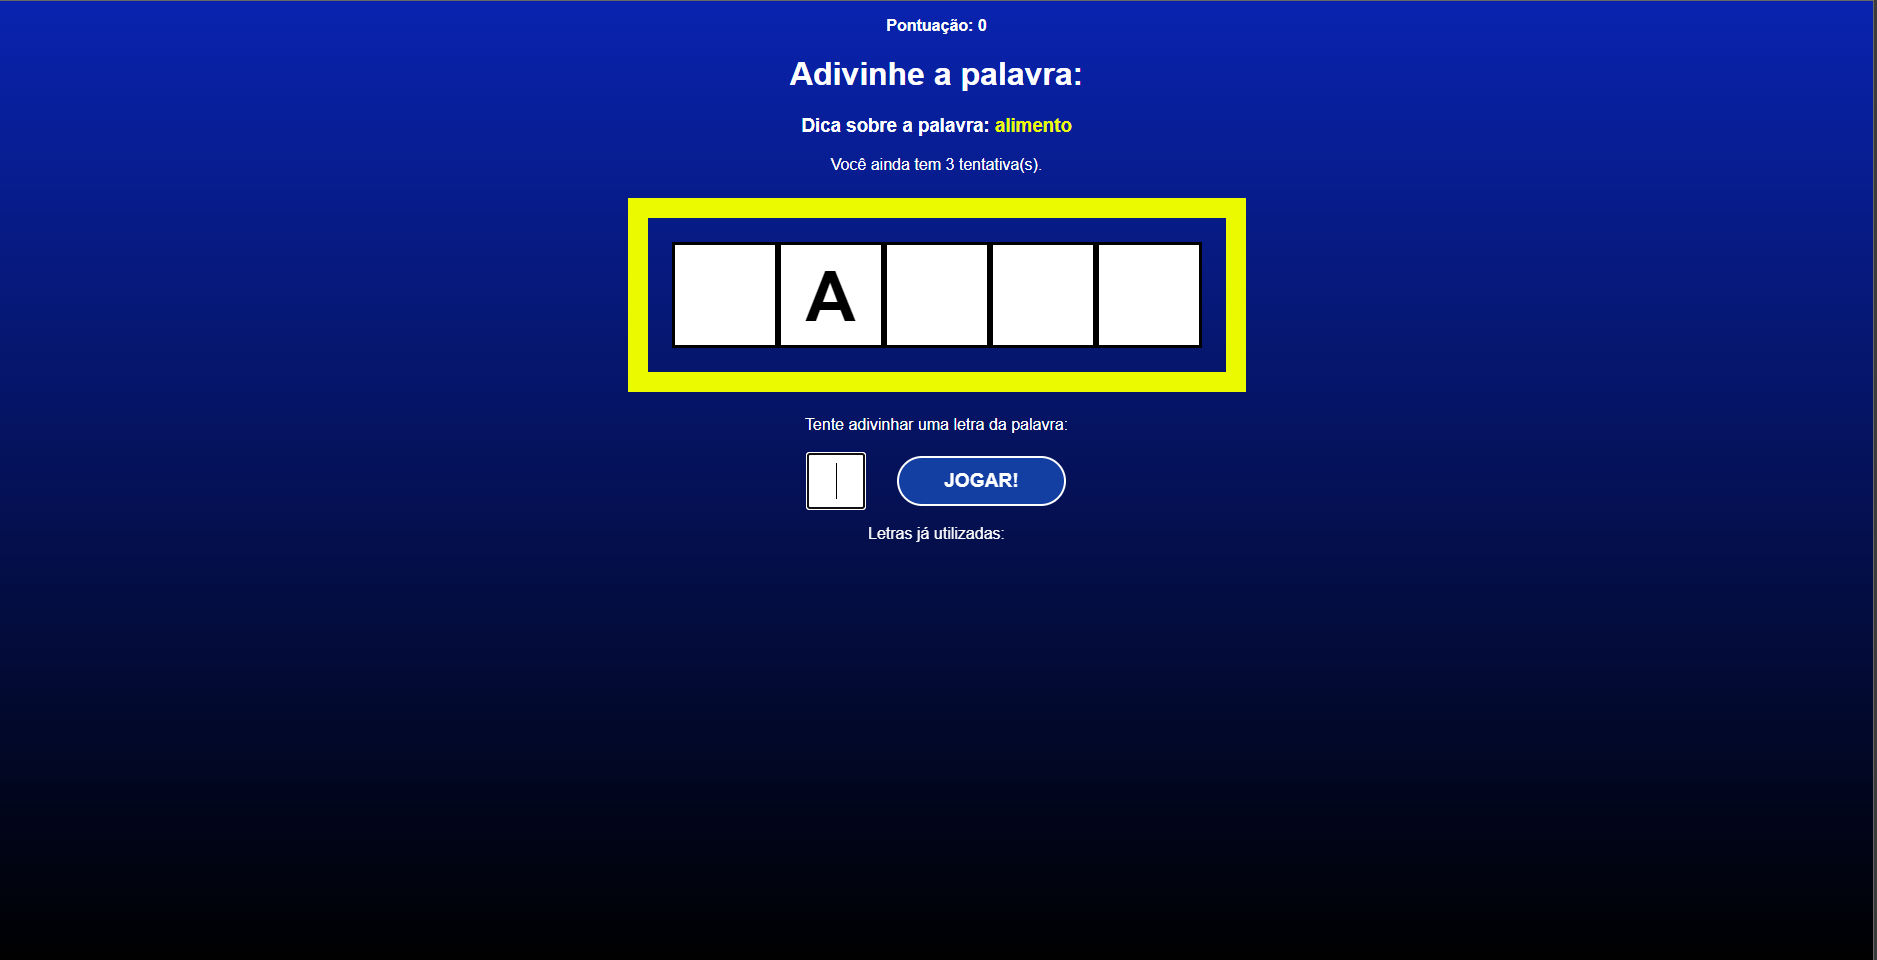 Pontuação: 0
Adivinhe a palavra:
Dica sobre a palavra: alimento
Você ainda tem 3 tentativa(s).
A
Tente adivinhar uma letra da palavra:
JOGAR!
Letras já utilizadas: